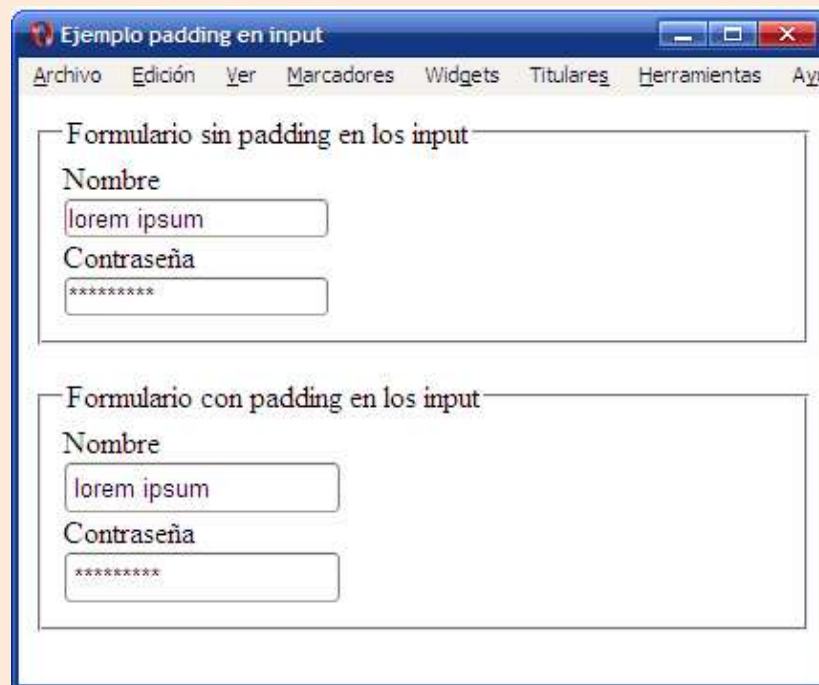 Ejemplo padding en input
Archivo Edición Ver Marcadores Widgets Titulares Herramientas Ay
Formulario sin padding en los input
Nombre
lorem ipsum
Contraseña
*********
Formulario con padding en los input
Nombre
lorem ipsum
Contraseña
*********